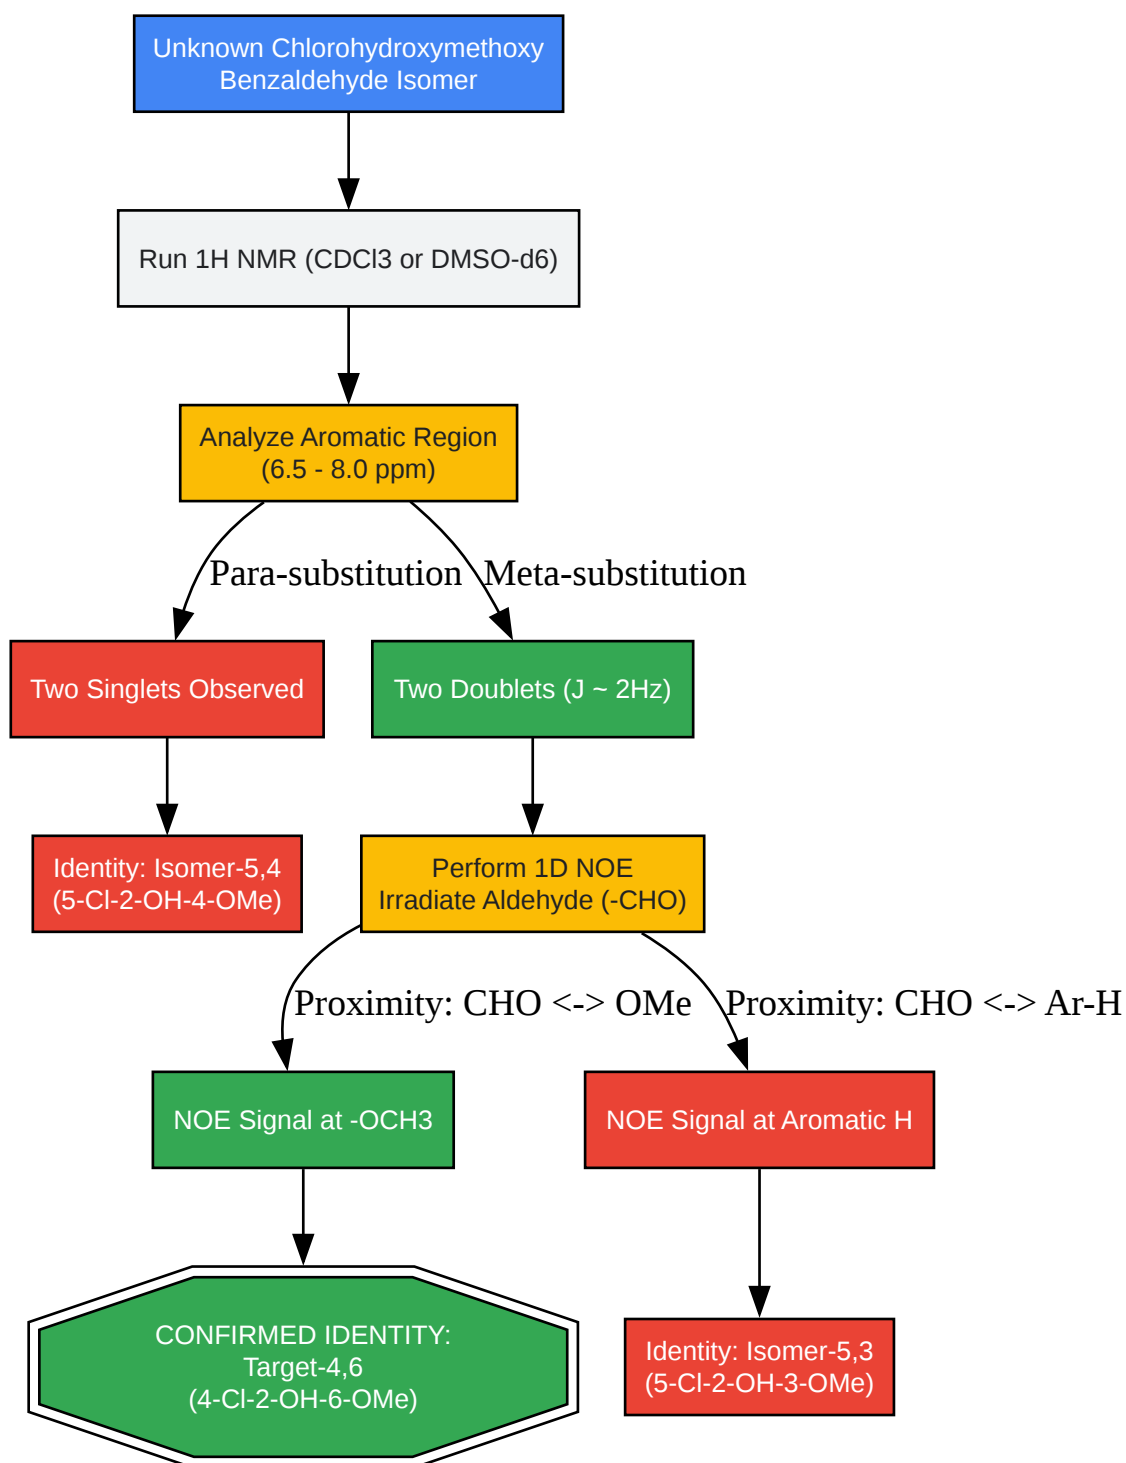 Unknown Chlorohydroxymethoxy
Benzaldehyde Isomer
Run 1H NMR (CDCl3 or DMSO-d6)
Analyze Aromatic Region
(6.5 - 8.0 ppm)
Para-substitution
Meta-substitution
Two Singlets Observed
Two Doublets (J ~ 2Hz)
Identity: Isomer-5,4
(5-Cl-2-OH-4-OMe)
Perform 1D NOE
Irradiate Aldehyde (-CHO)
Proximity: CHO <-> OMe
Proximity: CHO <-> Ar-H
NOE Signal at -OCH3
NOE Signal at Aromatic H
CONFIRMED IDENTITY:
Target-4,6
(4-Cl-2-OH-6-OMe)
Identity: Isomer-5,3
(5-Cl-2-OH-3-OMe)